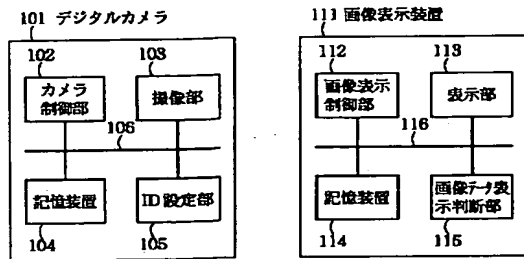 101 デジタルカメラ
102
103
カメラ
制御部
撮像部
106
記憶装置
ID設定部
104
105
111 画像表示装置
112
113
画像表示
制御部
表示部
116
記憶装置
画像データ表
示判断部
114
115